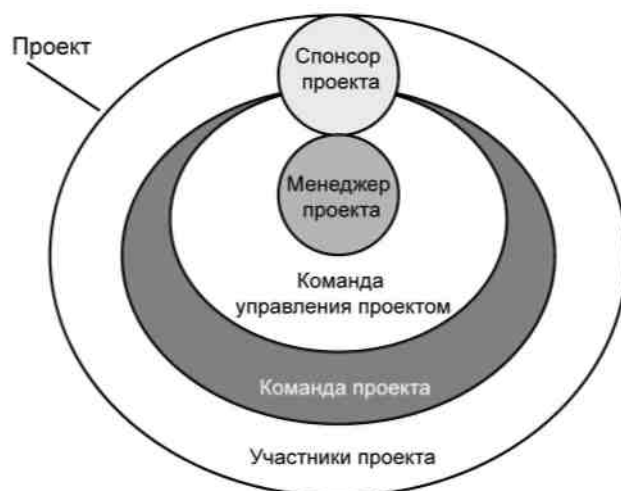 Проект
Спонсор
проекта
Менеджер
проекта
Команда
управления проектом
Команда проекта
Участники проекта